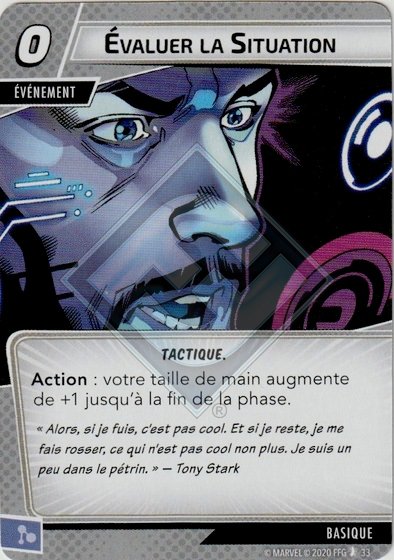 0
ÉVALUER LA SITUATION
ÉVÉNEMENT
TACTIQUE.
Action : votre taille de main augmente
de +1 jusqu'à la fin de la phase.
« Alors, si je fuis, c'est pas cool. Et si je reste, je me
fais rosser, ce qui n'est pas cool non plus. Je suis un
peu dans le pétrin. » – Tony Stark
®
BASIQUE
© MARVEL © 2020 FFG 33